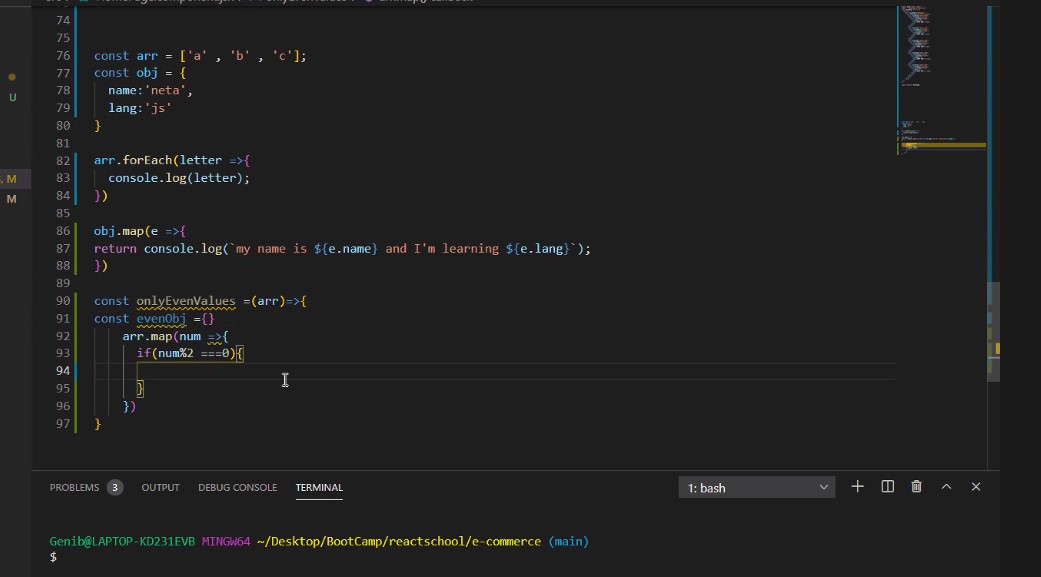 74
75
76 const arr = ['a' , 'b' , 'c'];
77 const obj = {
78 name:'neta',
79 lang:'js'
80 }
81
82 arr.forEach(letter =>{
83 console.log(letter);
84 })
85
86 obj.map(e =>{
87 return console.log(`my name is ${e.name} and I'm learning ${e.lang}`);
88 })
89
90 const onlyEvenValues =(arr)=>{
91 const evenObj ={}
92 arr.map(num =>{
93 if(num%2 ===0){
94
95 }
96 })
97 }
U
M
M
PROBLEMS 3 OUTPUT DEBUG CONSOLE TERMINAL 1: bash
Genib@LAPTOP-KD231EVB MINGW64 ~/Desktop/BootCamp/reactschool/e-commerce (main)
$